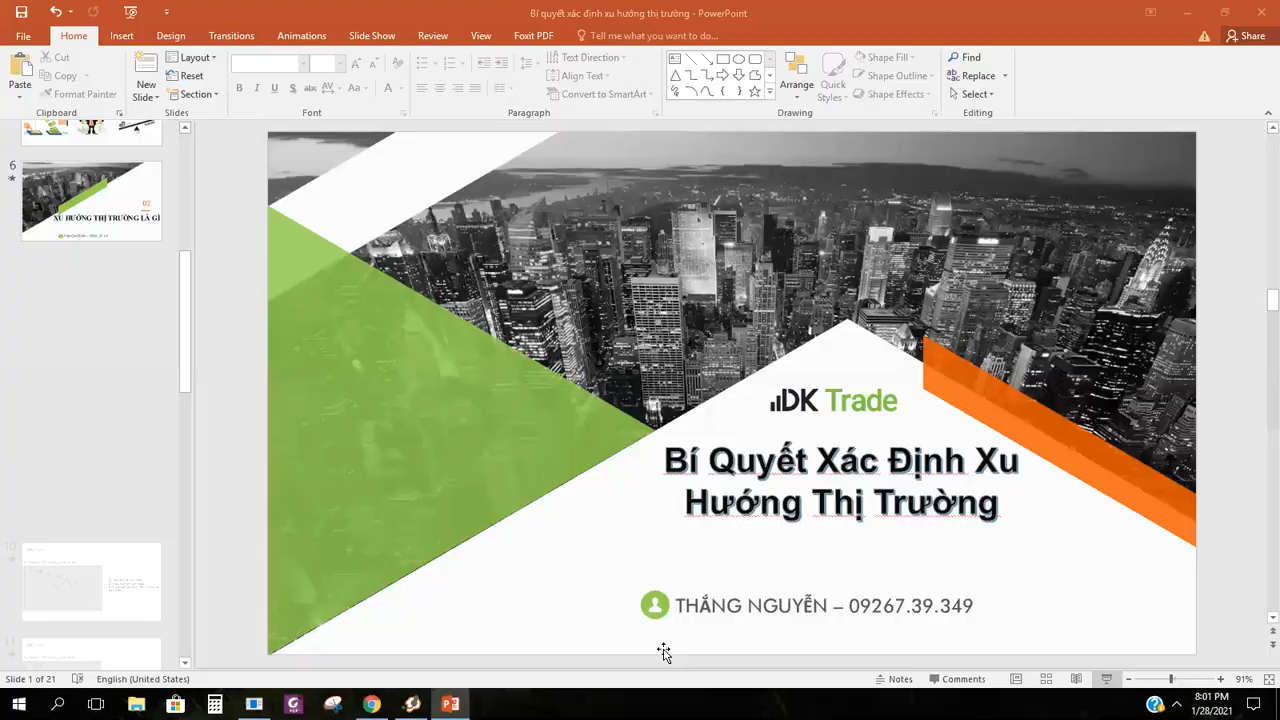 Bí quyết xác định xu hướng thị trường - PowerPoint
File Home Insert Design Transitions Animations Slide Show Review View Foxit PDF Tell me what you want to do... Share
Paste
Cut
Copy
Format Painter
Clipboard
New Slide
Layout
Reset
Section
Slides
Font
Text Direction
Align Text
Convert to SmartArt
Paragraph
Arrange
Quick Styles
Shape Fill
Shape Outline
Shape Effects
Drawing
Find
Replace
Select
Editing
6
02
XU HƯỚNG THỊ TRƯỜNG LÀ GÌ
10
11
DK Trade
Bí Quyết Xác Định Xu
Hướng Thị Trường
THẮNG NGUYỄN – 09267.39.349
Slide 1 of 21 English (United States) Notes Comments 91%
8:01 PM
1/28/2021